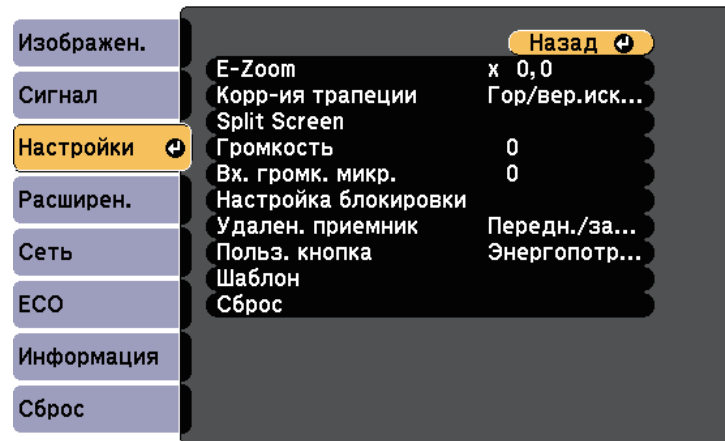 Изображен.
Сигнал
Настройки
Расширен.
Сеть
ECO
Информация
Сброс
Назад
E-Zoom x 0,0
Корр-ия трапеции Гор/вер.иск...
Split Screen
Громкость 0
Вх. громк. микр. 0
Настройка блокировки
Удален. приемник Передн./за...
Польз. кнопка Энергопотр...
Шаблон
Сброс